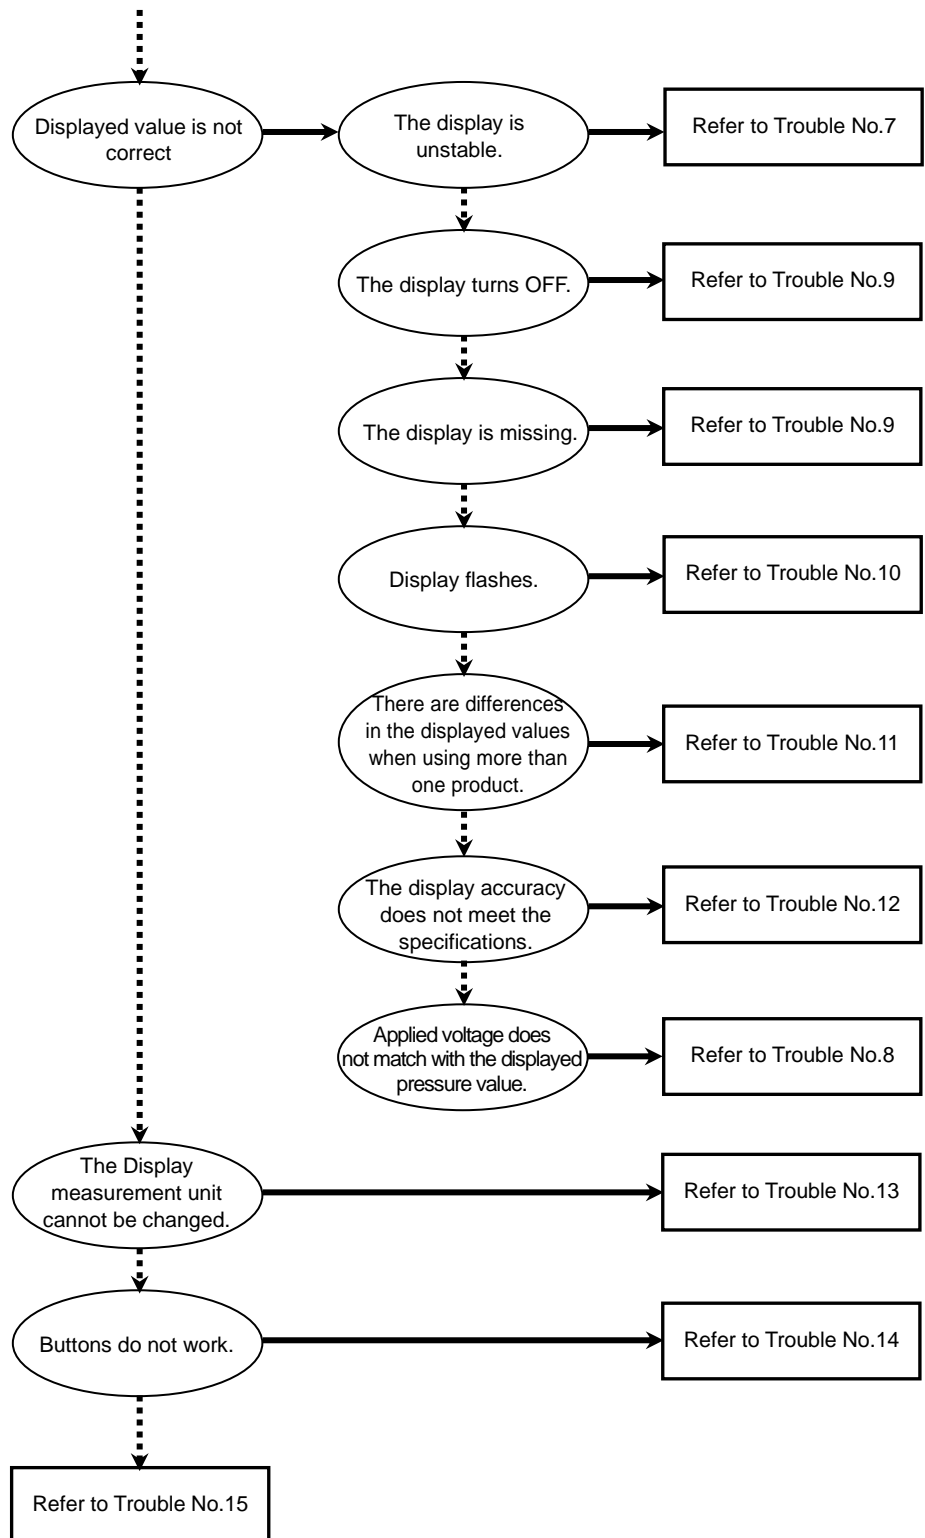 Displayed value is not
correct
The display is
unstable.
Refer to Trouble No.7
The display turns OFF.
Refer to Trouble No.9
The display is missing.
Refer to Trouble No.9
Display flashes.
Refer to Trouble No.10
There are differences
in the displayed values
when using more than
one product.
Refer to Trouble No.11
The display accuracy
does not meet the
specifications.
Refer to Trouble No.12
Applied voltage does
not match with the displayed
pressure value.
Refer to Trouble No.8
The Display
measurement unit
cannot be changed.
Refer to Trouble No.13
Buttons do not work.
Refer to Trouble No.14
Refer to Trouble No.15